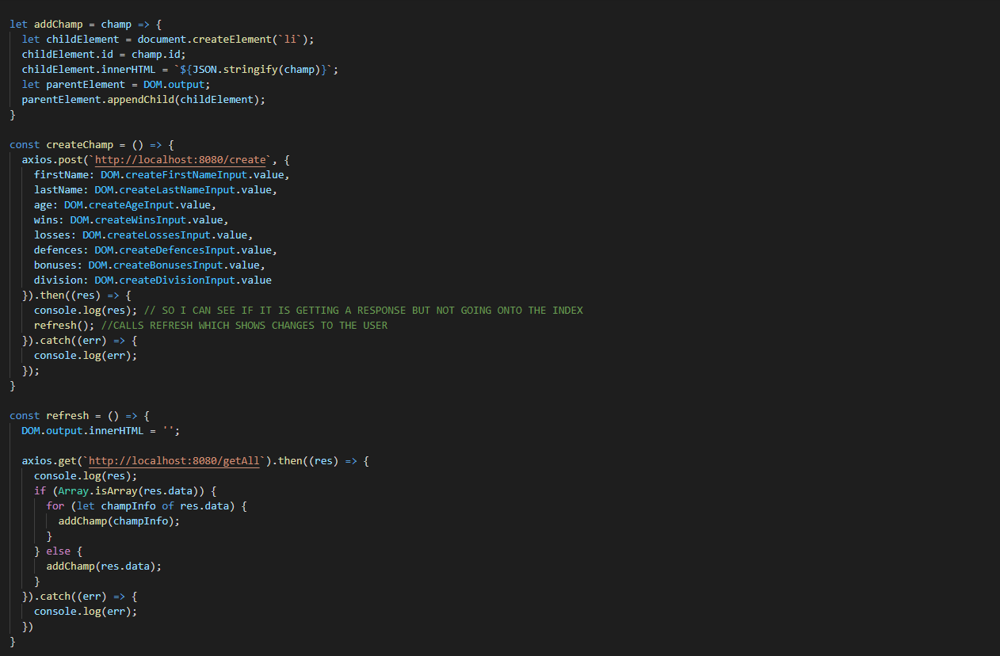 let addChamp = champ => {
  let childElement = document.createElement(`li`);
  childElement.id = champ.id;
  childElement.innerHTML = `${JSON.stringify(champ)}`;
  let parentElement = DOM.output;
  parentElement.appendChild(childElement);
}

const createChamp = () => {
  axios.post(`http://localhost:8080/create`, {
    firstName: DOM.createFirstNameInput.value,
    lastName: DOM.createLastNameInput.value,
    age: DOM.createAgeInput.value,
    wins: DOM.createWinsInput.value,
    losses: DOM.createLossesInput.value,
    defences: DOM.createDefencesInput.value,
    bonuses: DOM.createBonusesInput.value,
    division: DOM.createDivisionInput.value
  }).then((res) => {
    console.log(res); // SO I CAN SEE IF IT IS GETTING A RESPONSE BUT NOT GOING ONTO THE INDEX
    refresh(); //CALLS REFRESH WHICH SHOWS CHANGES TO THE USER
  }).catch((err) => {
    console.log(err);
  });
}

const refresh = () => {
  DOM.output.innerHTML = '';

  axios.get(`http://localhost:8080/getAll`).then((res) => {
    console.log(res);
    if (Array.isArray(res.data)) {
      for (let champInfo of res.data) {
        addChamp(champInfo);
      }
    } else {
      addChamp(res.data);
    }
  }).catch((err) => {
    console.log(err);
  })
}